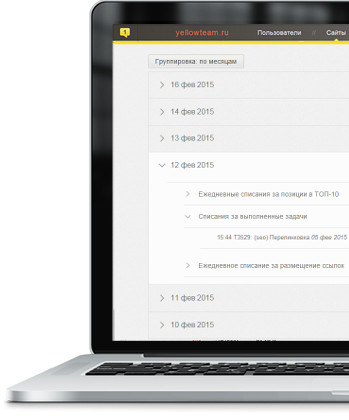 1 yellowteam.ru Пользователи // Сайты
Группировка: по месяцам
16 фев 2015
14 фев 2015
13 фев 2015
12 фев 2015
Ежедневные списания за позиции в ТОП-10
Списания за выполненные задачи
15:44 T3529: (seo) Перелинковка 05 фев 2015
Ежедневное списание за размещение ссылок
11 фев 2015
10 фев 2015